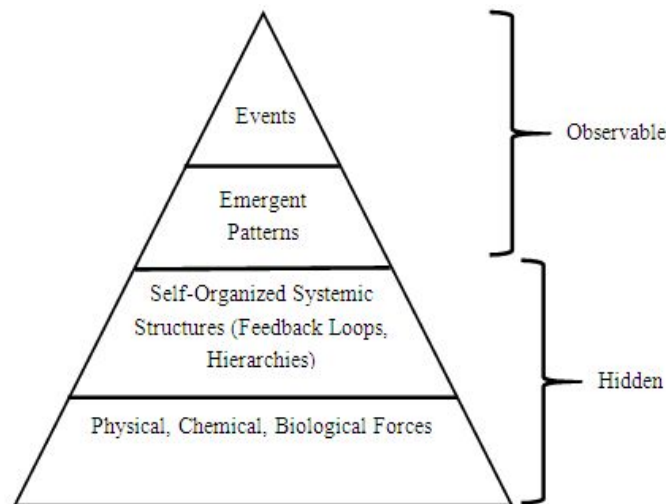 Events
Observable
Emergent
Patterns
Self-Organized Systemic
Structures (Feedback Loops,
Hierarchies)
Hidden
Physical, Chemical, Biological Forces